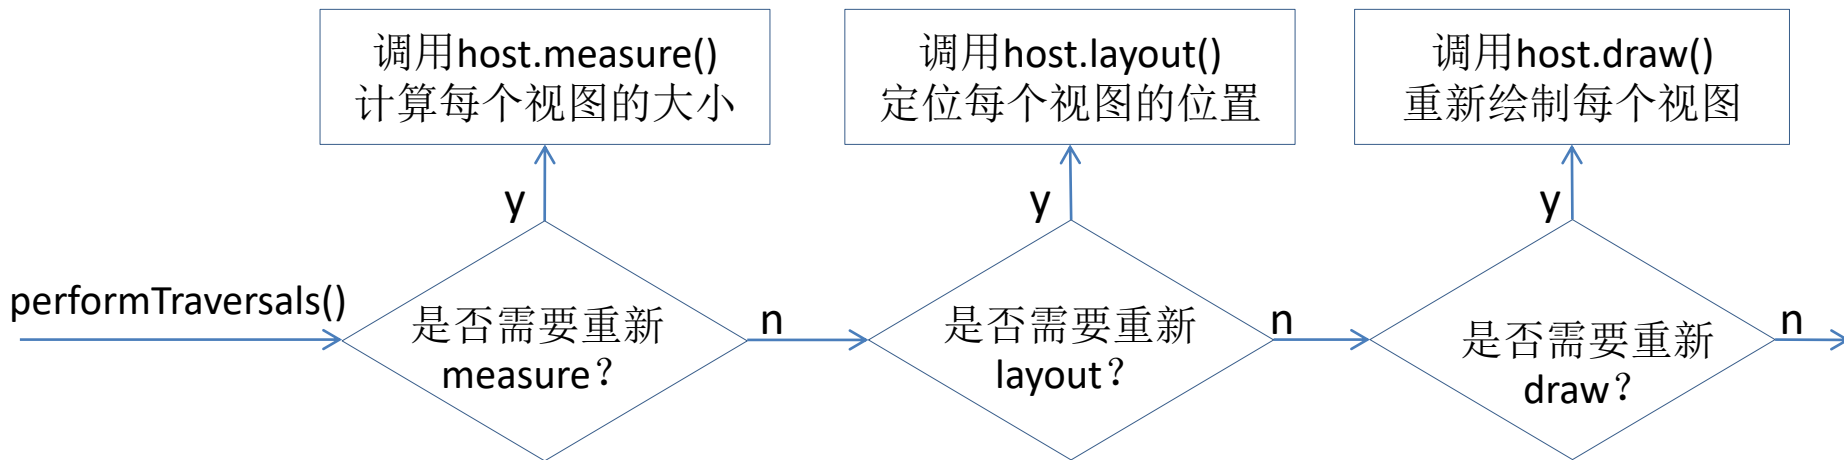 调用host.measure()
计算每个视图的大小
调用host.layout()
定位每个视图的位置
调用host.draw()
重新绘制每个视图
y
y
y
performTraversals()
是否需要重新
measure？
n
是否需要重新
layout？
n
是否需要重新
draw？
n